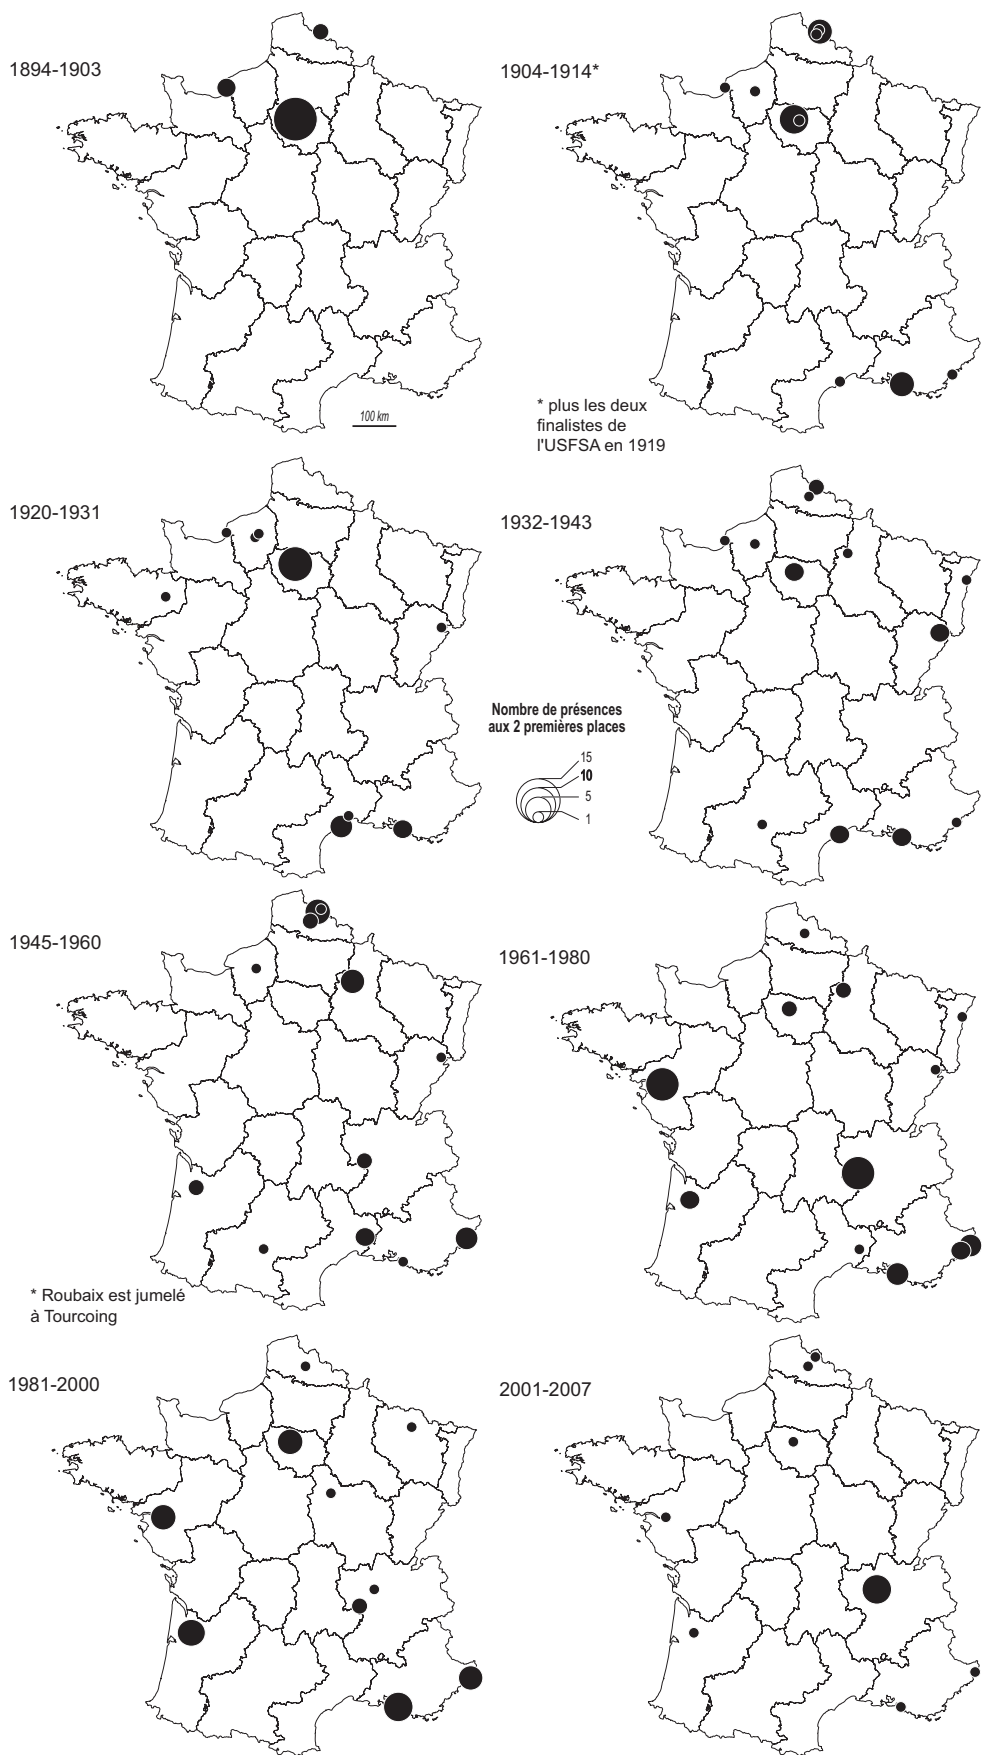 1894-1903
1904-1914*
100 km
* plus les deux
finalistes de
l'USFSA en 1919
1920-1931
1932-1943
Nombre de présences
aux 2 premières places
15
10
5
1
1945-1960
1961-1980
* Roubaix est jumelé
à Tourcoing
1981-2000
2001-2007